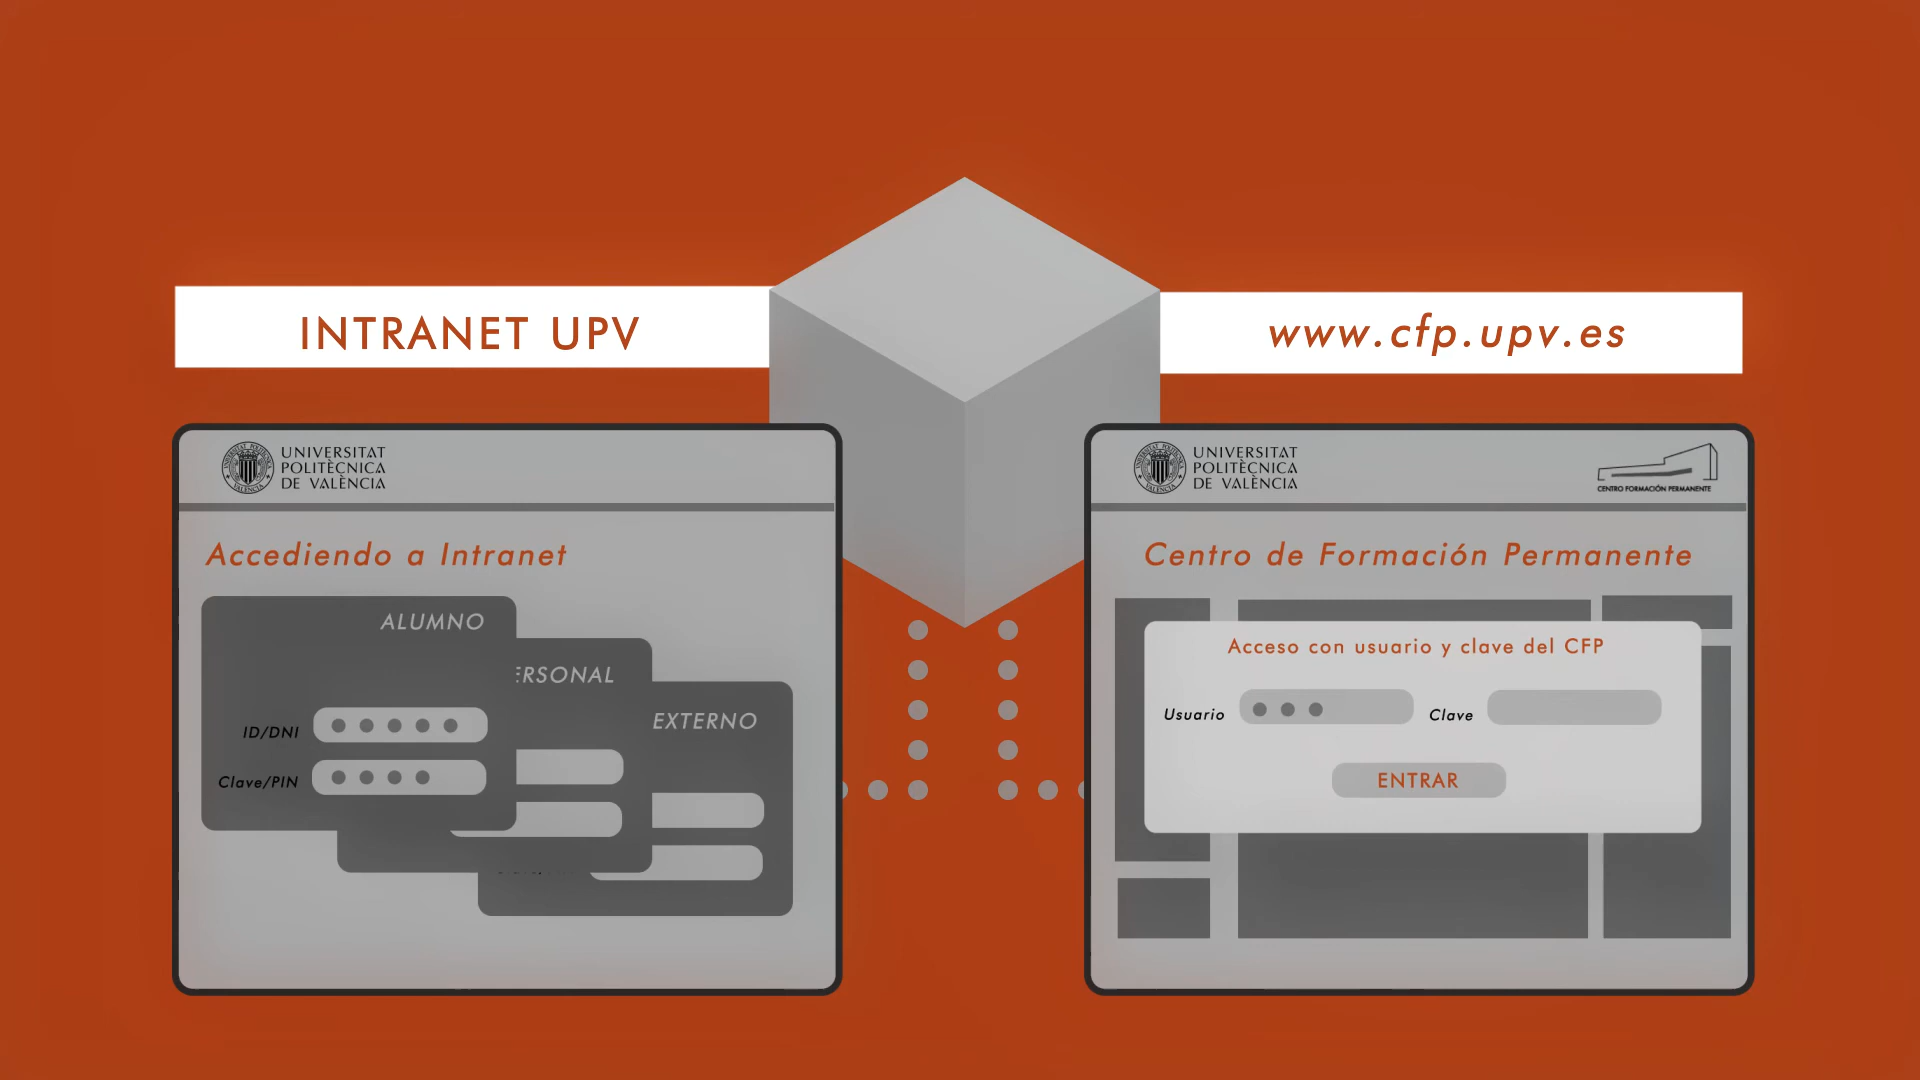 INTRANET UPV
www.cfp.upv.es
UNIVERSITAT
POLITÈCNICA
DE VALÈNCIA
Accediendo a Intranet
ALUMNO
ID/DNI
Clave/PIN
ERSONAL
EXTERNO
UNIVERSITAT
POLITÈCNICA
DE VALÈNCIA
CENTRO FORMACIÓN PERMANENTE
Centro de Formación Permanente
Acceso con usuario y clave del CFP
Usuario
Clave
ENTRAR